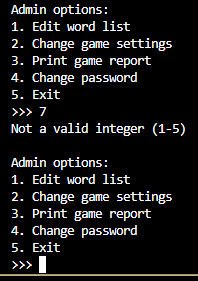 Admin options:
1. Edit word list
2. Change game settings
3. Print game report
4. Change password
5. Exit
>>> 7
Not a valid integer (1-5)
Admin options:
1. Edit word list
2. Change game settings
3. Print game report
4. Change password
5. Exit
>>>